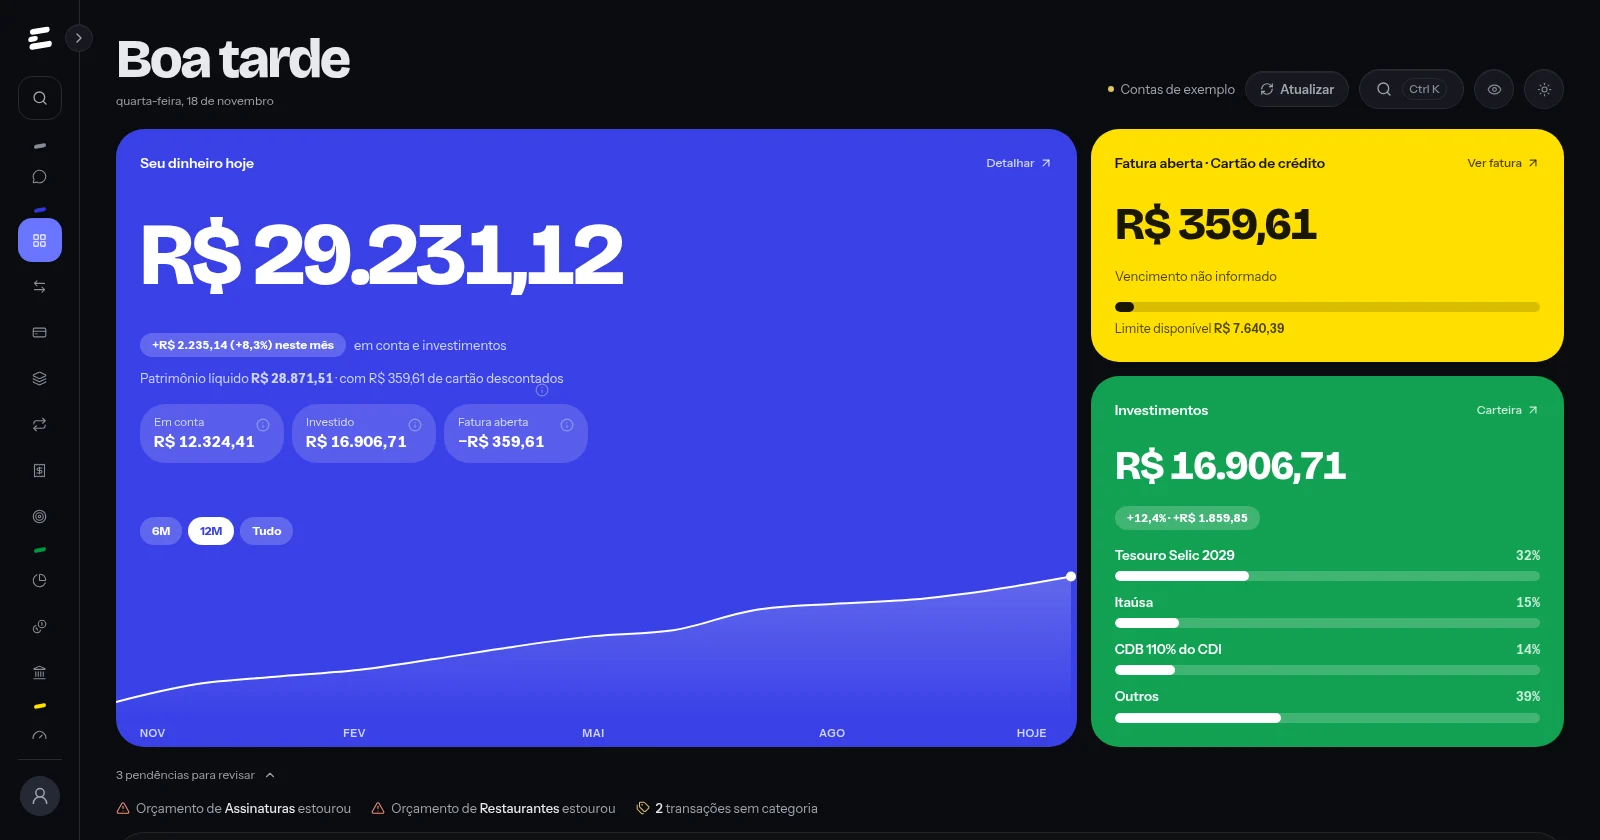 Boa tarde
quarta-feira, 18 de novembro
Contas de exemplo
Atualizar
Ctrl K
Seu dinheiro hoje
Detalhar
R$ 29.231,12
+R$ 2.235,14 (+8,3%) neste mês em conta e investimentos
Patrimônio líquido R$ 28.871,51 · com R$ 359,61 de cartão descontados
Em conta
R$ 12.324,41
Investido
R$ 16.906,71
Fatura aberta
−R$ 359,61
6M 12M Tudo
NOV FEV MAI AGO HOJE
Fatura aberta · Cartão de crédito
Ver fatura
R$ 359,61
Vencimento não informado
Limite disponível R$ 7.640,39
Investimentos
Carteira
R$ 16.906,71
+12,4% · +R$ 1.859,85
Tesouro Selic 2029 32%
Itaúsa 15%
CDB 110% do CDI 14%
Outros 39%
3 pendências para revisar
Orçamento de Assinaturas estourou
Orçamento de Restaurantes estourou
2 transações sem categoria